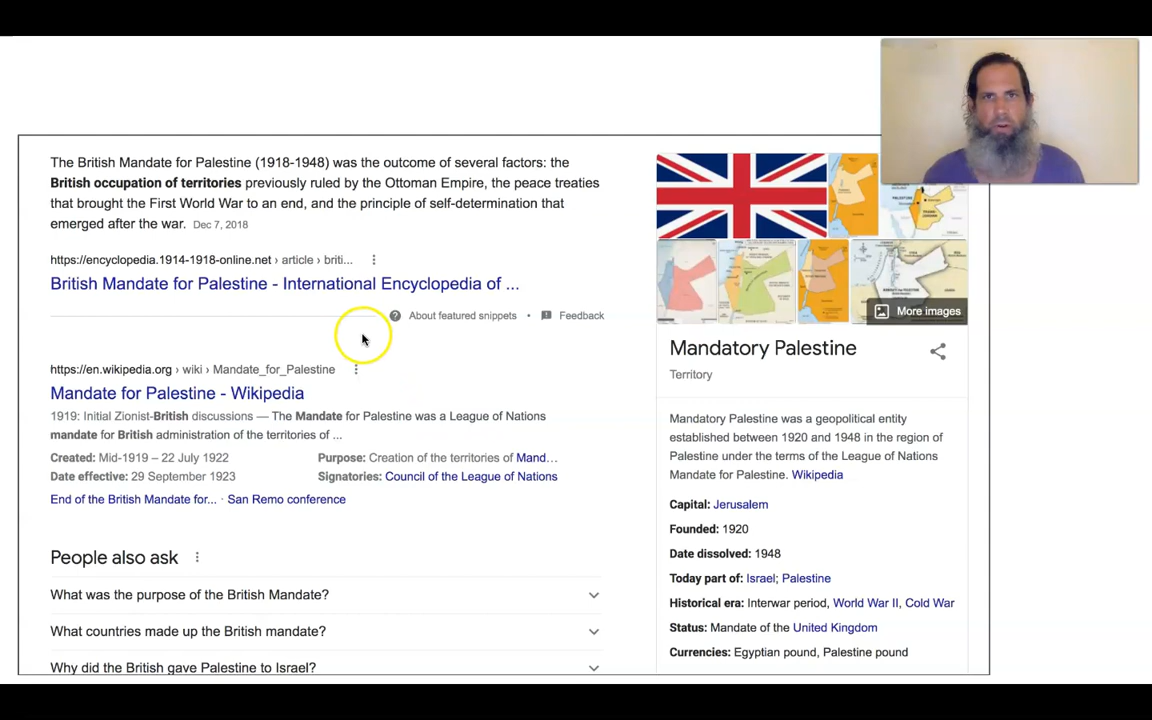 The British Mandate for Palestine (1918-1948) was the outcome of several factors: the
British occupation of territories previously ruled by the Ottoman Empire, the peace treaties
that brought the First World War to an end, and the principle of self-determination that
emerged after the war. Dec 7, 2018
https://encyclopedia.1914-1918-online.net › article › briti...
British Mandate for Palestine - International Encyclopedia of ...
About featured snippets • Feedback
https://en.wikipedia.org › wiki › Mandate_for_Palestine
Mandate for Palestine - Wikipedia
1919: Initial Zionist-British discussions — The Mandate for Palestine was a League of Nations
mandate for British administration of the territories of ...
Created: Mid-1919 – 22 July 1922 Purpose: Creation of the territories of Mand...
Date effective: 29 September 1923 Signatories: Council of the League of Nations
End of the British Mandate for... · San Remo conference
People also ask
What was the purpose of the British Mandate?
What countries made up the British mandate?
Why did the British gave Palestine to Israel?
More images
Mandatory Palestine
Territory
Mandatory Palestine was a geopolitical entity
established between 1920 and 1948 in the region of
Palestine under the terms of the League of Nations
Mandate for Palestine. Wikipedia
Capital: Jerusalem
Founded: 1920
Date dissolved: 1948
Today part of: Israel; Palestine
Historical era: Interwar period, World War II, Cold War
Status: Mandate of the United Kingdom
Currencies: Egyptian pound, Palestine pound